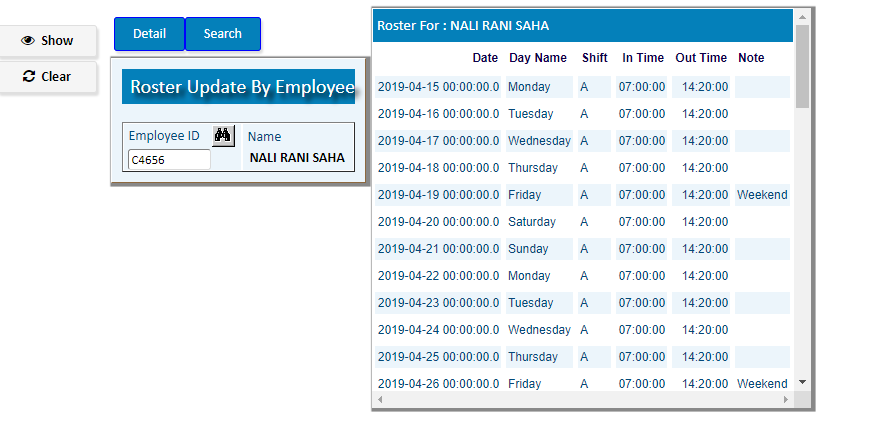 Show
Clear
Detail Search
Roster Update By Employee
Employee ID Name
C4656 NALI RANI SAHA
Roster For : NALI RANI SAHA
Date Day Name Shift In Time Out Time Note
2019-04-15 00:00:00.0 Monday A 07:00:00 14:20:00
2019-04-16 00:00:00.0 Tuesday A 07:00:00 14:20:00
2019-04-17 00:00:00.0 Wednesday A 07:00:00 14:20:00
2019-04-18 00:00:00.0 Thursday A 07:00:00 14:20:00
2019-04-19 00:00:00.0 Friday A 07:00:00 14:20:00 Weekend
2019-04-20 00:00:00.0 Saturday A 07:00:00 14:20:00
2019-04-21 00:00:00.0 Sunday A 07:00:00 14:20:00
2019-04-22 00:00:00.0 Monday A 07:00:00 14:20:00
2019-04-23 00:00:00.0 Tuesday A 07:00:00 14:20:00
2019-04-24 00:00:00.0 Wednesday A 07:00:00 14:20:00
2019-04-25 00:00:00.0 Thursday A 07:00:00 14:20:00
2019-04-26 00:00:00.0 Friday A 07:00:00 14:20:00 Weekend